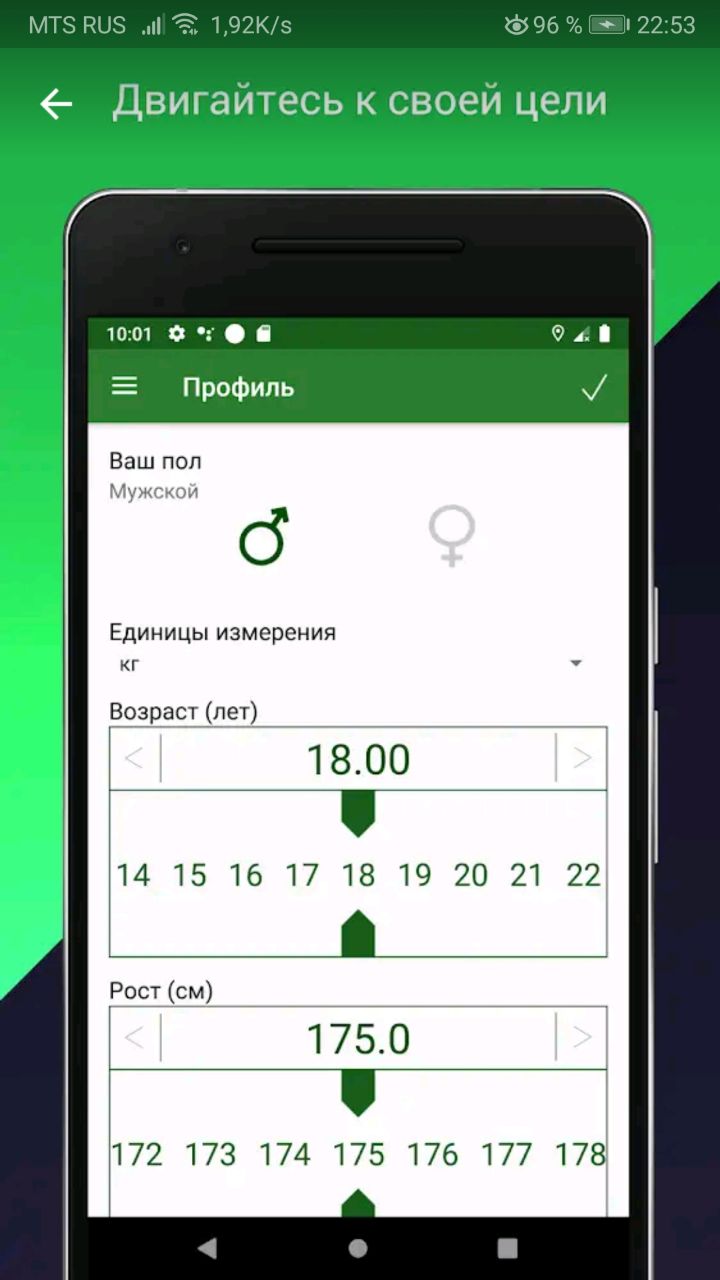 MTS RUS 1,92K/s 96 % 22:53
Двигайтесь к своей цели
10:01
Профиль
Ваш пол
Мужской
Единицы измерения
кг
Возраст (лет)
< 18.00 >
14 15 16 17 18 19 20 21 22
Рост (см)
< 175.0 >
172 173 174 175 176 177 178